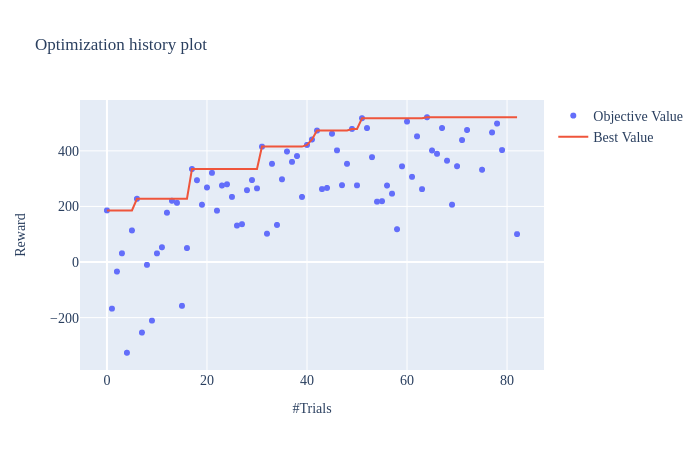 Optimization history plot
Objective Value
Best Value
400
200
0
−200
0 20 40 60 80
Reward
#Trials